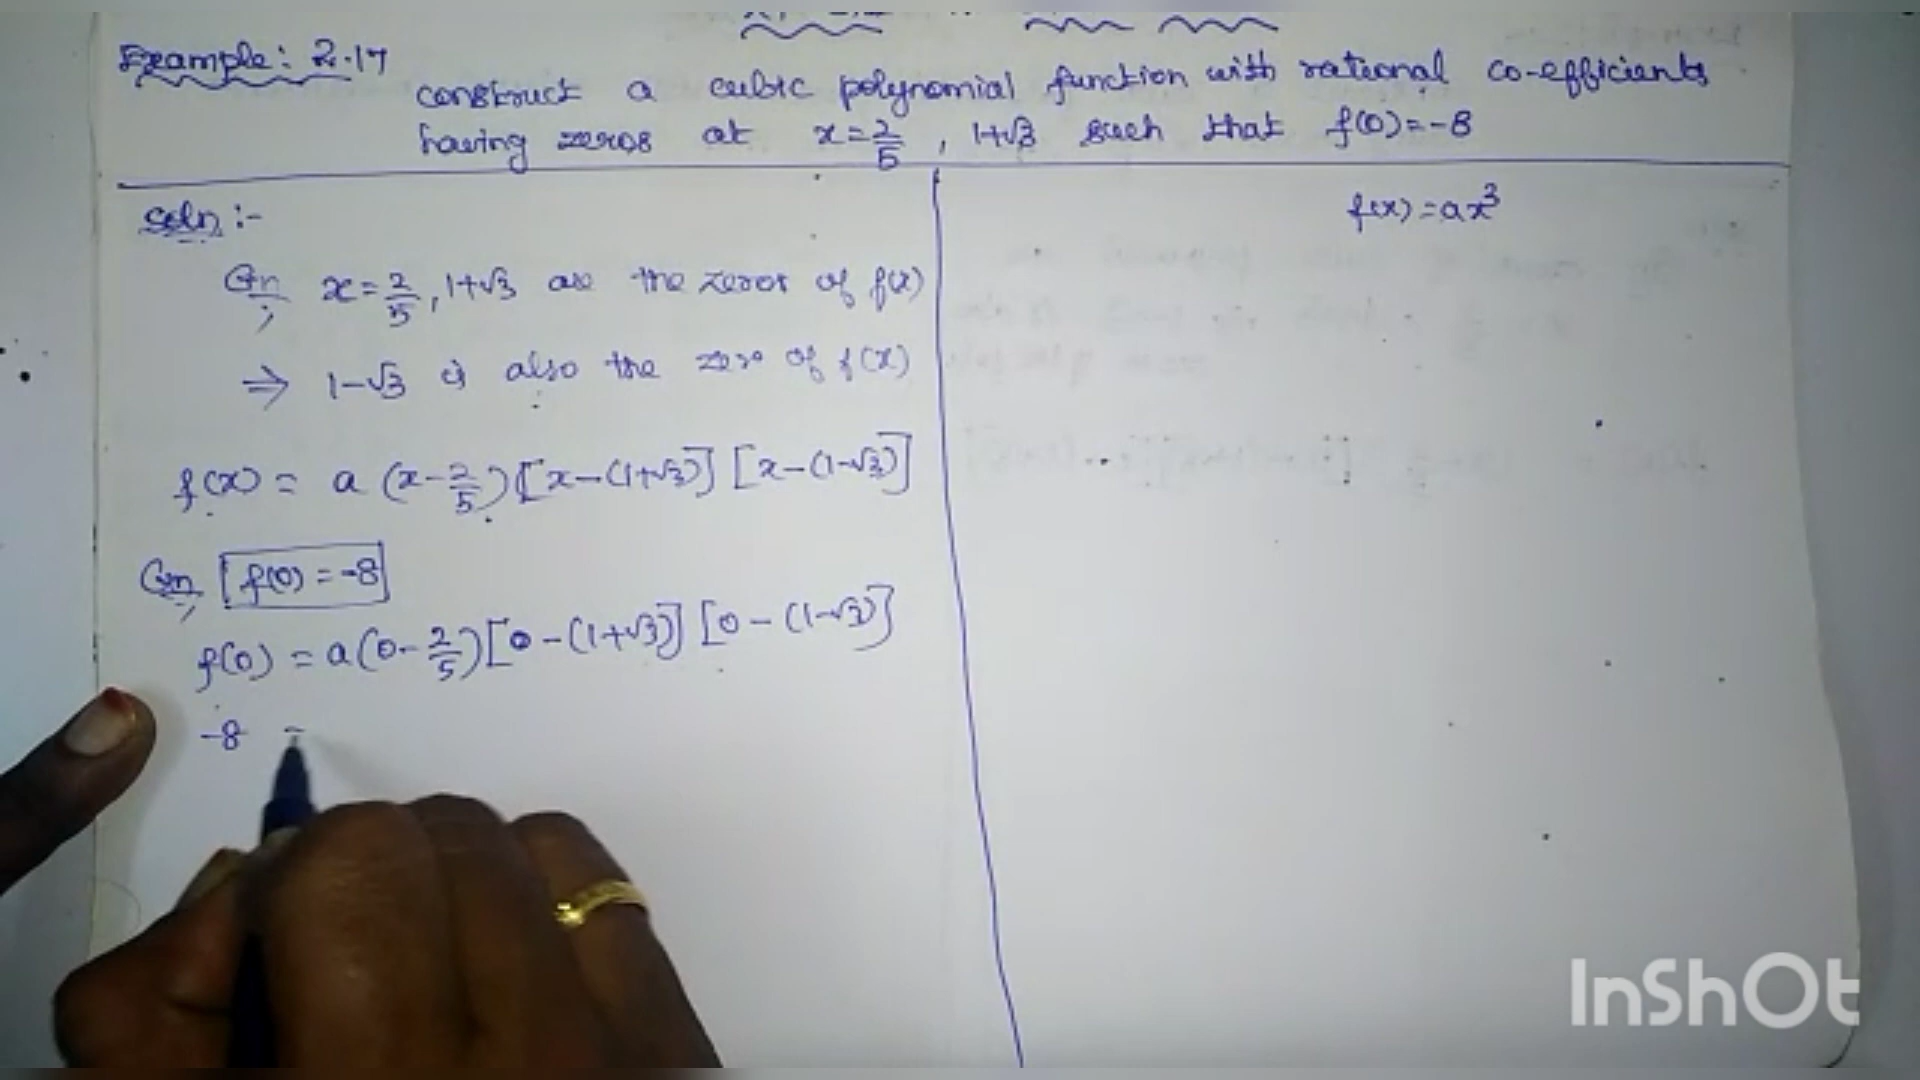 Example: 2.17
construct a cubic polynomial function with rational co-efficients
having zeros at x=2/5, 1+√3 such that f(0)=-8
Soln:-
Gn, x=2/5, 1+√3 are the zeros of f(x)
⇒ 1-√3 is also the zero of f(x)
f(x) = a (x-2/5) [x-(1+√3)] [x-(1-√3)]
Gn, f(0) = -8
f(0) = a(0-2/5)[0-(1+√3)] [0-(1-√3)]
-8 =
f(x) = ax³
InShOt